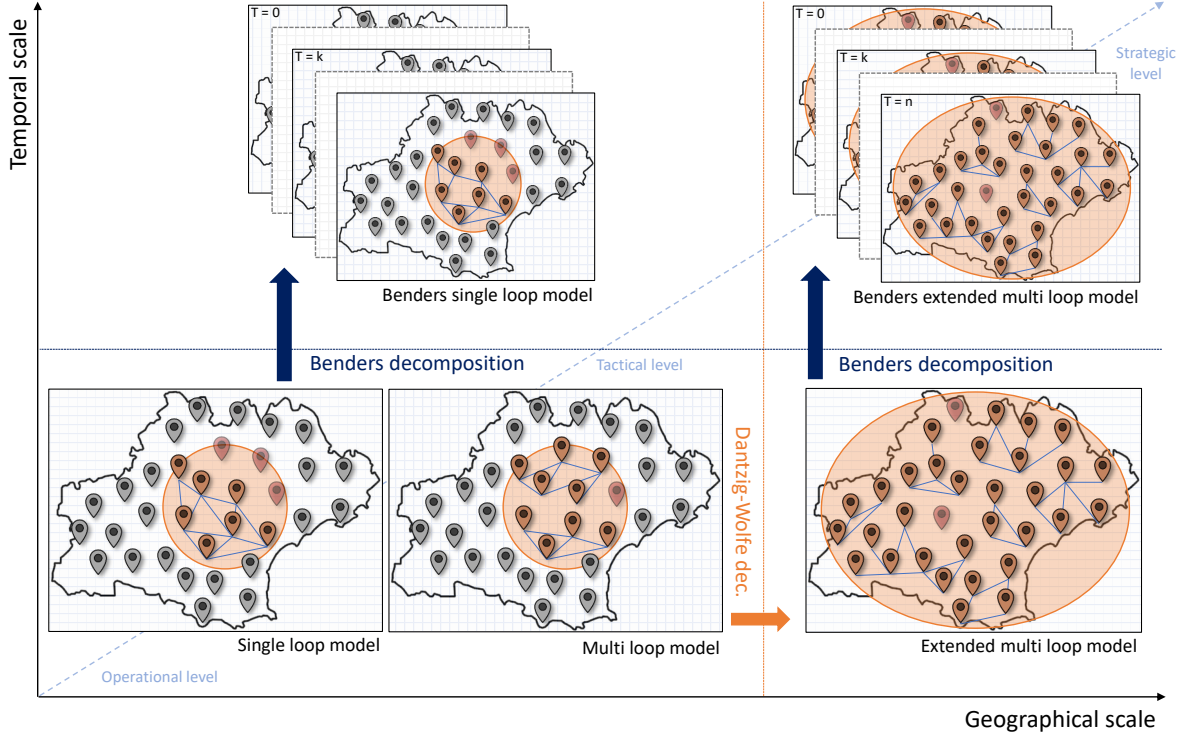 Temporal scale
T = 0
T = k
Benders single loop model
T = 0
T = k
T = n
Strategic
level
Benders extended multi loop model
Benders decomposition
Tactical level
Benders decomposition
Dantzig-Wolfe dec.
Single loop model
Multi loop model
Extended multi loop model
Operational level
Geographical scale